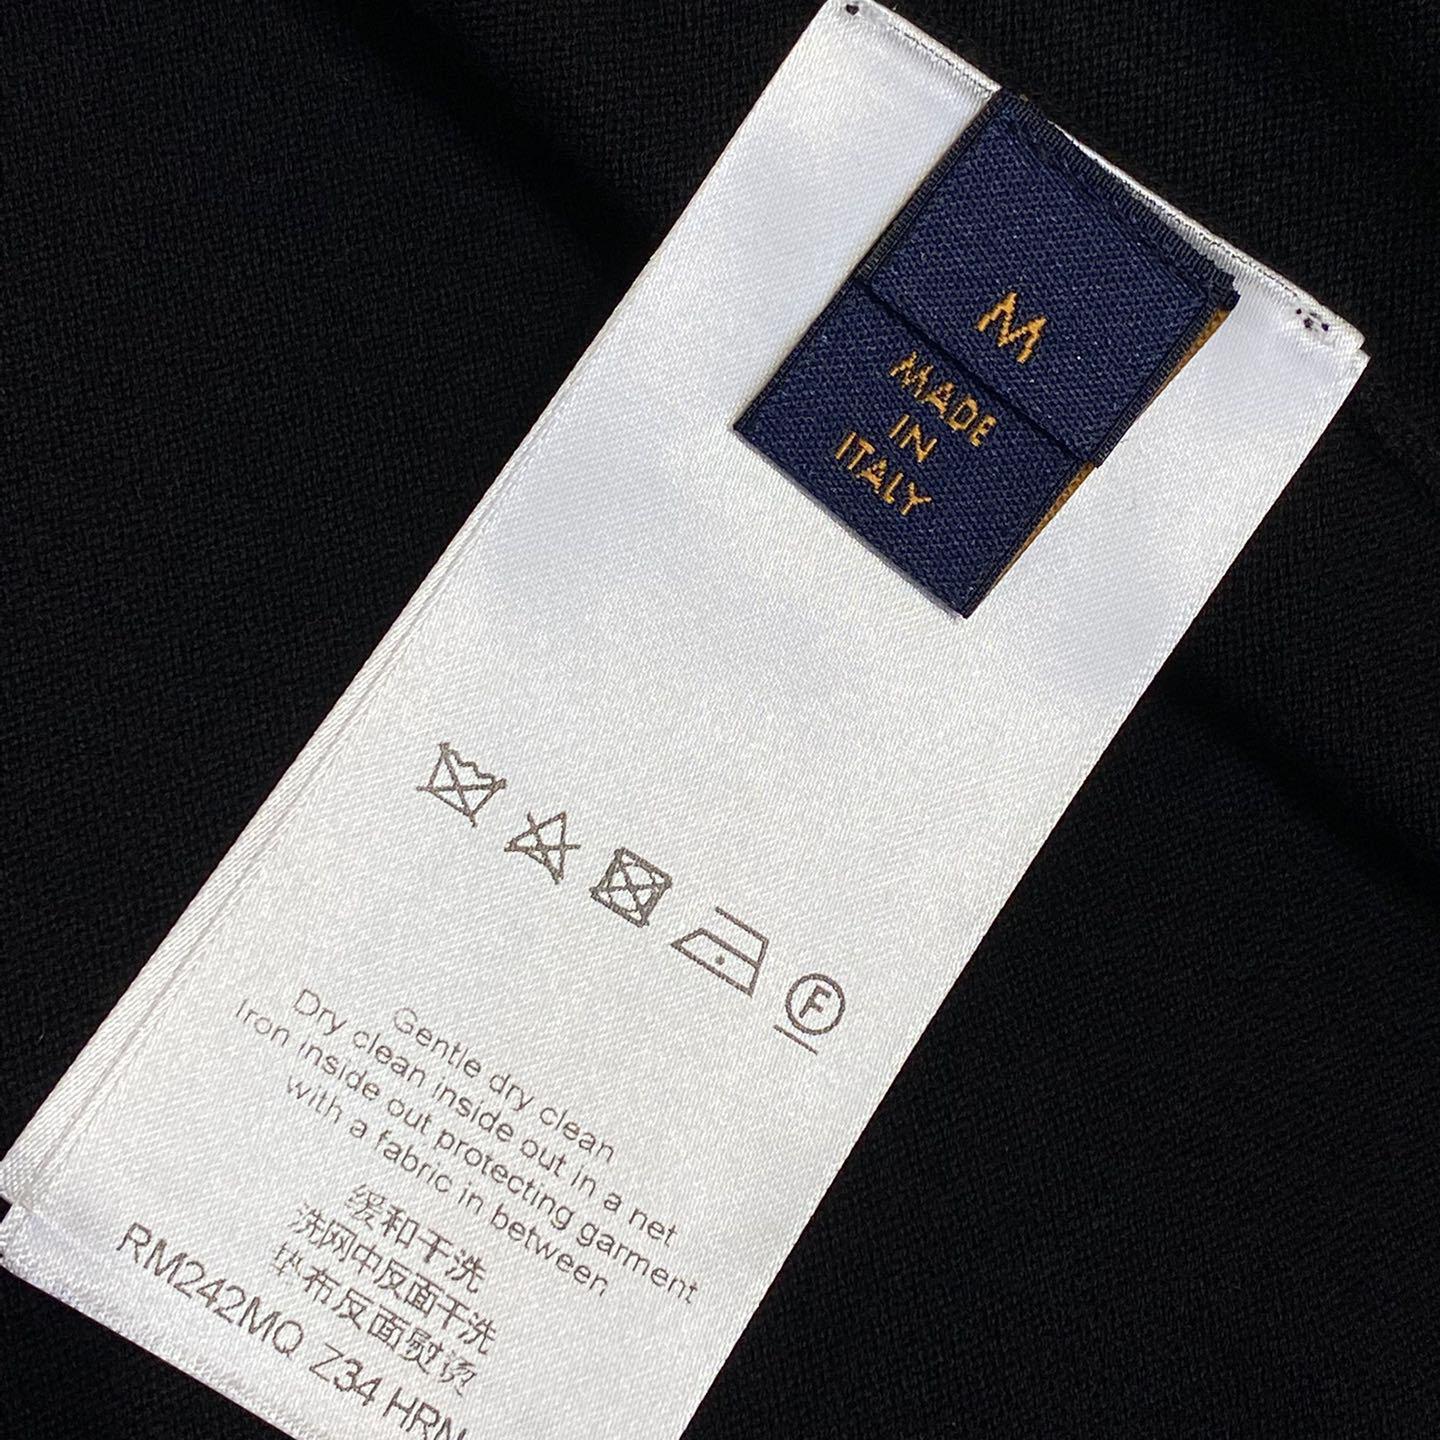 M
MADE
IN
ITALY
F
Gentle dry clean
Dry clean inside out in a net
Iron inside out protecting garment
with a fabric in between
缓和干洗
洗网中反面干洗
垫布反面熨烫
RM242MQ Z34 HRN